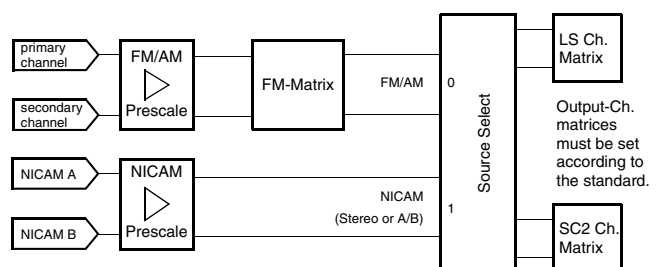 primary
channel
secondary
channel
FM/AM
Prescale
FM-Matrix
FM/AM
0
NICAM A
NICAM B
NICAM
Prescale
NICAM
(Stereo or A/B)
1
Source Select
LS Ch.
Matrix
Output-Ch.
matrices
must be set
according to
the standard.
SC2 Ch.
Matrix